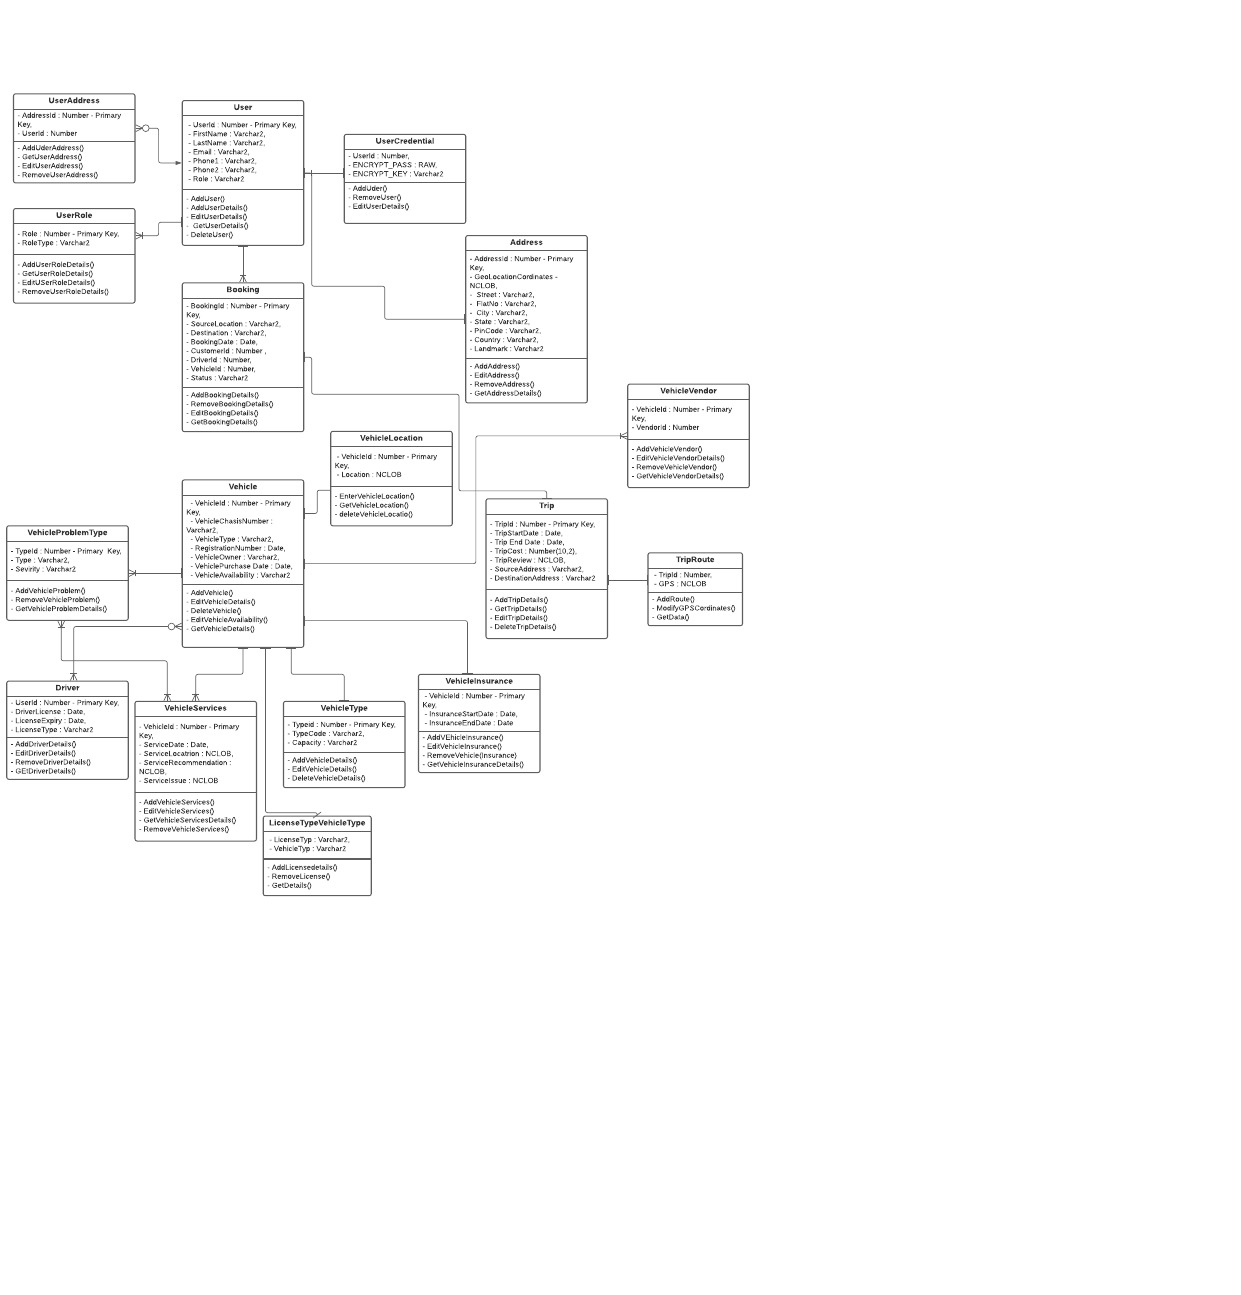 UserAddress
- AddressId : Number - Primary
Key,
- UserId : Number
- AddUderAddress()
- GetUserAddress()
- EditUserAddress()
- RemoveUserAddress()
User
- UserId : Number - Primary Key,
- FirstName : Varchar2,
- LastName : Varchar2,
- Email : Varchar2,
- Phone1 : Varchar2,
- Phone2 : Varchar2,
- Role : Varchar2
- AddUser()
- AddUserDetails()
- EditUserDetails()
- GetUserDetails()
- DeleteUser()
UserCredential
- UserId : Number,
- ENCRYPT_PASS : RAW,
- ENCRYPT_KEY : Varchar2
- AddUder()
- RemoveUser()
- EditUserDetails()
UserRole
- Role : Number - Primary Key,
- RoleType : Varchar2
- AddUserRoleDetails()
- GetUserRoleDetails()
- EditUSerRoleDetails()
- RemoveUserRoleDetails()
Address
- AddressId : Number - Primary
Key,
- GeoLocationCordinates -
NCLOB,
- Street : Varchar2,
- FlatNo : Varchar2,
- City : Varchar2,
- State : Varchar2,
- PinCode : Varchar2,
- Country : Varchar2,
- Landmark : Varchar2
- AddAddress()
- EditAddress()
- RemoveAddress()
- GetAddressDetails()
Booking
- BookingId : Number - Primary
Key,
- SourceLocation : Varchar2,
- Destination : Varchar2,
- BookingDate : Date,
- CustomerId : Number ,
- DriverId : Number,
- VehicleId : Number,
- Status : Varchar2
- AddBookingDetails()
- RemoveBookingDetails()
- EditBookingDetails()
- GetBookingDetails()
VehicleVendor
- VehicleId : Number - Primary
Key,
- VendorId : Number
- AddVehicleVendor()
- EditVehicleVendorDetails()
- RemoveVehicleVendor()
- GetVehicleVendorDetails()
VehicleLocation
- VehicleId : Number - Primary
Key,
- Location : NCLOB
- EnterVehicleLocation()
- GetVehicleLocation()
- deleteVehicleLocatio()
Vehicle
- VehicleId : Number - Primary
Key,
- VehicleChasisNumber :
Varchar2,
- VehicleType : Varchar2,
- RegistrationNumber : Date,
- VehicleOwner : Varchar2,
- VehiclePurchase Date : Date,
- VehicleAvailability : Varchar2
- AddVehicle()
- EditVehicleDetails()
- DeleteVehicle()
- EditVehicleAvailability()
- GetVehicleDetails()
Trip
- TripId : Number - Primary Key,
- TripStartDate : Date,
- Trip End Date : Date,
- TripCost : Number(10,2),
- TripReview : NCLOB,
- SourceAddress : Varchar2,
- DestinationAddress : Varchar2
- AddTripDetails()
- GetTripDetails()
- EditTripDetails()
- DeleteTripDetails()
VehicleProblemType
- TypeId : Number - Primary Key,
- Type : Varchar2,
- Sevirity : Varchar2
- AddVehicleProblem()
- RemoveVehicleProblem()
- GetVehicleProblemDetails()
TripRoute
- TripId : Number,
- GPS : NCLOB
- AddRoute()
- ModifyGPSCordinates()
- GetData()
Driver
- UserId : Number - Primary Key,
- DriverLicense : Date,
- LicenseExpiry : Date,
- LicenseType : Varchar2
- AddDriverDetails()
- EditDriverDetails()
- RemoveDriverDetails()
- GEtDriverDetails()
VehicleServices
- VehicleId : Number - Primary
Key,
- ServiceDate : Date,
- ServiceLocatrion : NCLOB,
- ServiceRecommendation :
NCLOB,
- ServiceIssue : NCLOB
- AddVehicleServices()
- EditVehicleServices()
- GetVehicleServicesDetails()
- RemoveVehicleServices()
VehicleType
- Typeid : Number - Primary Key,
- TypeCode : Varchar2,
- Capacity : Varchar2
- AddVehicleDetails()
- EditVehicleDetails()
- DeleteVehicleDetails()
VehicleInsurance
- VehicleId : Number - Primary
Key,
- InsuranceStartDate : Date,
- InsuranceEndDate : Date
- AddVEhicleInsurance()
- EditVehicleInsurance()
- RemoveVehicle(Insurance)
- GetVehicleInsuranceDetails()
LicenseTypeVehicleType
- LicenseTyp : Varchar2,
- VehicleTyp : Varchar2
- AddLicensedetails()
- RemoveLicense()
- GetDetails()